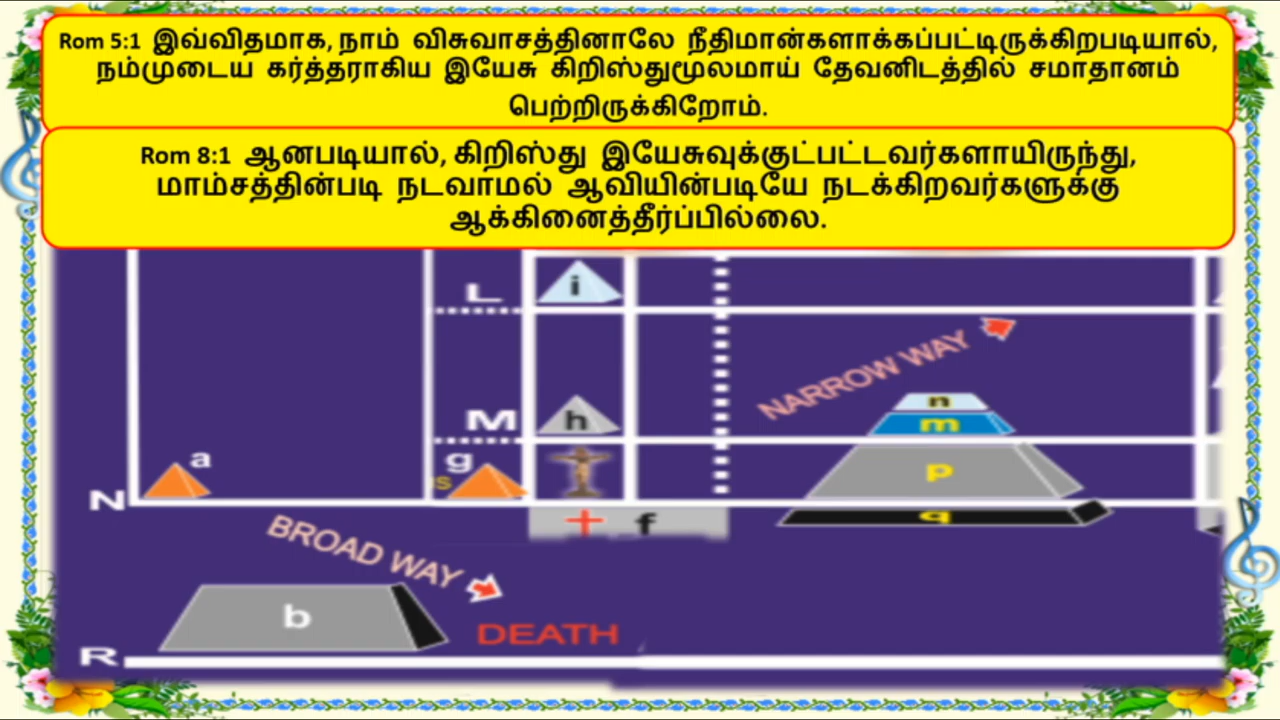 Rom 5:1 இவ்விதமாக, நாம் விசுவாசத்தினாலே நீதிமான்களாக்கப்பட்டிருக்கிறபடியால்,
நம்முடைய கர்த்தராகிய இயேசு கிறிஸ்துமூலமாய் தேவனிடத்தில் சமாதானம்
பெற்றிருக்கிறோம்.
Rom 8:1 ஆனபடியால், கிறிஸ்து இயேசுவுக்குட்பட்டவர்களாயிருந்து,
மாம்சத்தின்படி நடவாமல் ஆவியின்படியே நடக்கிறவர்களுக்கு
ஆக்கினைத்தீர்ப்பில்லை.
L i
NARROW WAY
n
M h m
a g
p
N
+ f q
BROAD WAY
b
DEATH
R